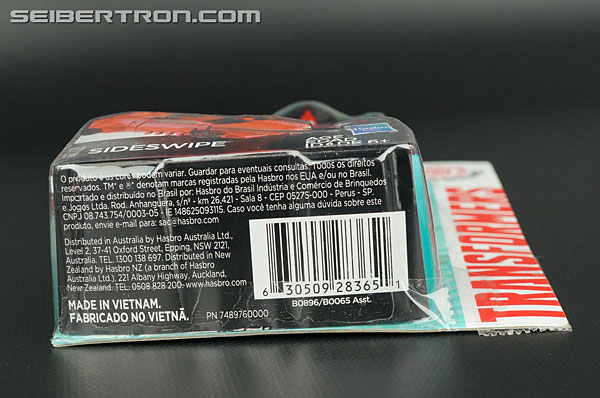 SEIBERTRON.COM
SIDESWIPE™
Hasbro
AGES
EDADE 6+
O produto e as cores podem variar. Guardar para eventuais consultas. Todos os direitos
reservados. TM* e ®* denotam marcas registradas pela Hasbro nos EUA e/ou no Brasil.
Importado e distribuído no Brasil por: Hasbro do Brasil Indústria e Comércio de Brinquedos
e Jogos Ltda. Rod. Anhanguera, s/nº - km 26,421 - Sala 8 - CEP 05275-000 - Perus - SP.
CNPJ 08.743.754/0003-05 IE 148625093115. Caso você tenha alguma dúvida sobre este
produto, envie e-mail para: sac@hasbro.com
Distributed in Australia by Hasbro Australia Ltd.,
Level 2, 37-41 Oxford Street, Epping, NSW 2121,
Australia. TEL. 1300 138 697. Distributed in New
Zealand by Hasbro NZ (a branch of Hasbro
Australia Ltd.) 221 Albany Highway, Auckland,
New Zealand. TEL. 0508 828 200 www.hasbro.com
6 30509 28365 1
B0896/B0065 Asst.
MADE IN VIETNAM.
FABRICADO NO VIETNÃ.
PN 7489760000
TRANSFORMERS